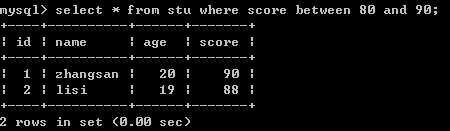 mysql> select * from stu where score between 80 and 90;
+----+----------+------+-------+
| id | name     | age  | score |
+----+----------+------+-------+
|  1 | zhangsan |   20 |    90 |
|  2 | lisi     |   19 |    88 |
+----+----------+------+-------+
2 rows in set (0.00 sec)